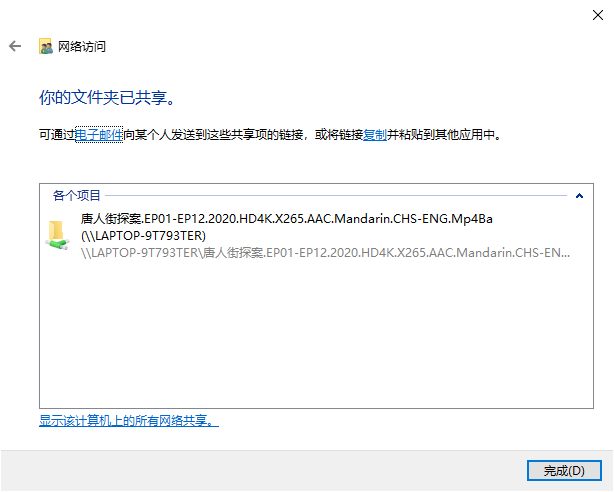 网络访问
你的文件夹已共享。
可通过电子邮件向某个人发送到这些共享项的链接，或将链接复制并粘贴到其他应用中。
各个项目
唐人街探案.EP01-EP12.2020.HD4K.X265.AAC.Mandarin.CHS-ENG.Mp4Ba
(\\LAPTOP-9T793TER)
\\LAPTOP-9T793TER\唐人街探案.EP01-EP12.2020.HD4K.X265.AAC.Mandarin.CHS-EN...
显示该计算机上的所有网络共享。
完成(D)